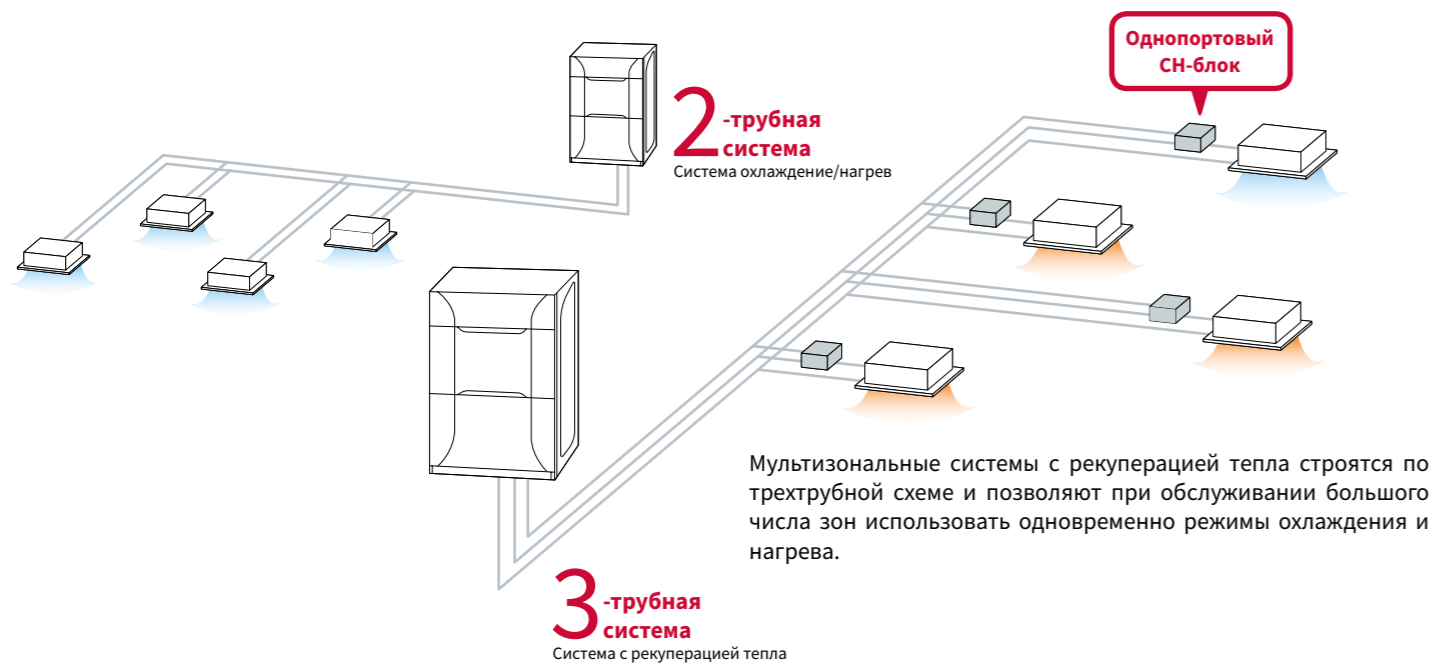 Однопортовый
CH-блок
2-трубная
система
Система охлаждение/нагрев
Мультизональные системы с рекуперацией тепла строятся по
трехтрубной схеме и позволяют при обслуживании большого
числа зон использовать одновременно режимы охлаждения и
нагрева.
3-трубная
система
Система с рекуперацией тепла